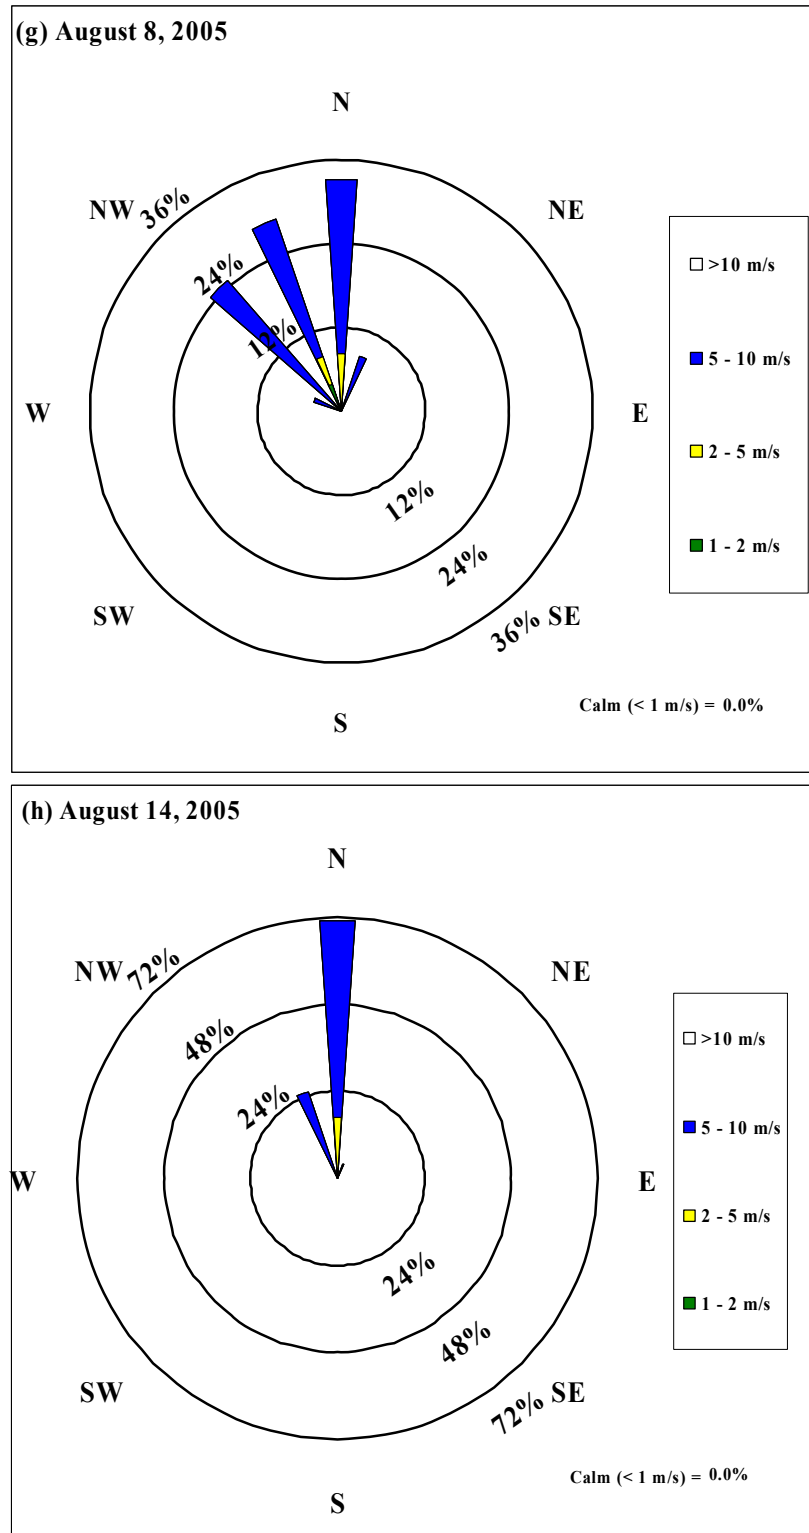 (g) August 8, 2005
N
NW
36%
NE
24%
12%
W
E
12%
24%
SW
36%
SE
S
>10 m/s
5 - 10 m/s
2 - 5 m/s
1 - 2 m/s
Calm (< 1 m/s) = 0.0%
(h) August 14, 2005
N
NW
72%
NE
48%
24%
W
E
24%
48%
SW
72%
SE
S
>10 m/s
5 - 10 m/s
2 - 5 m/s
1 - 2 m/s
Calm (< 1 m/s) = 0.0%